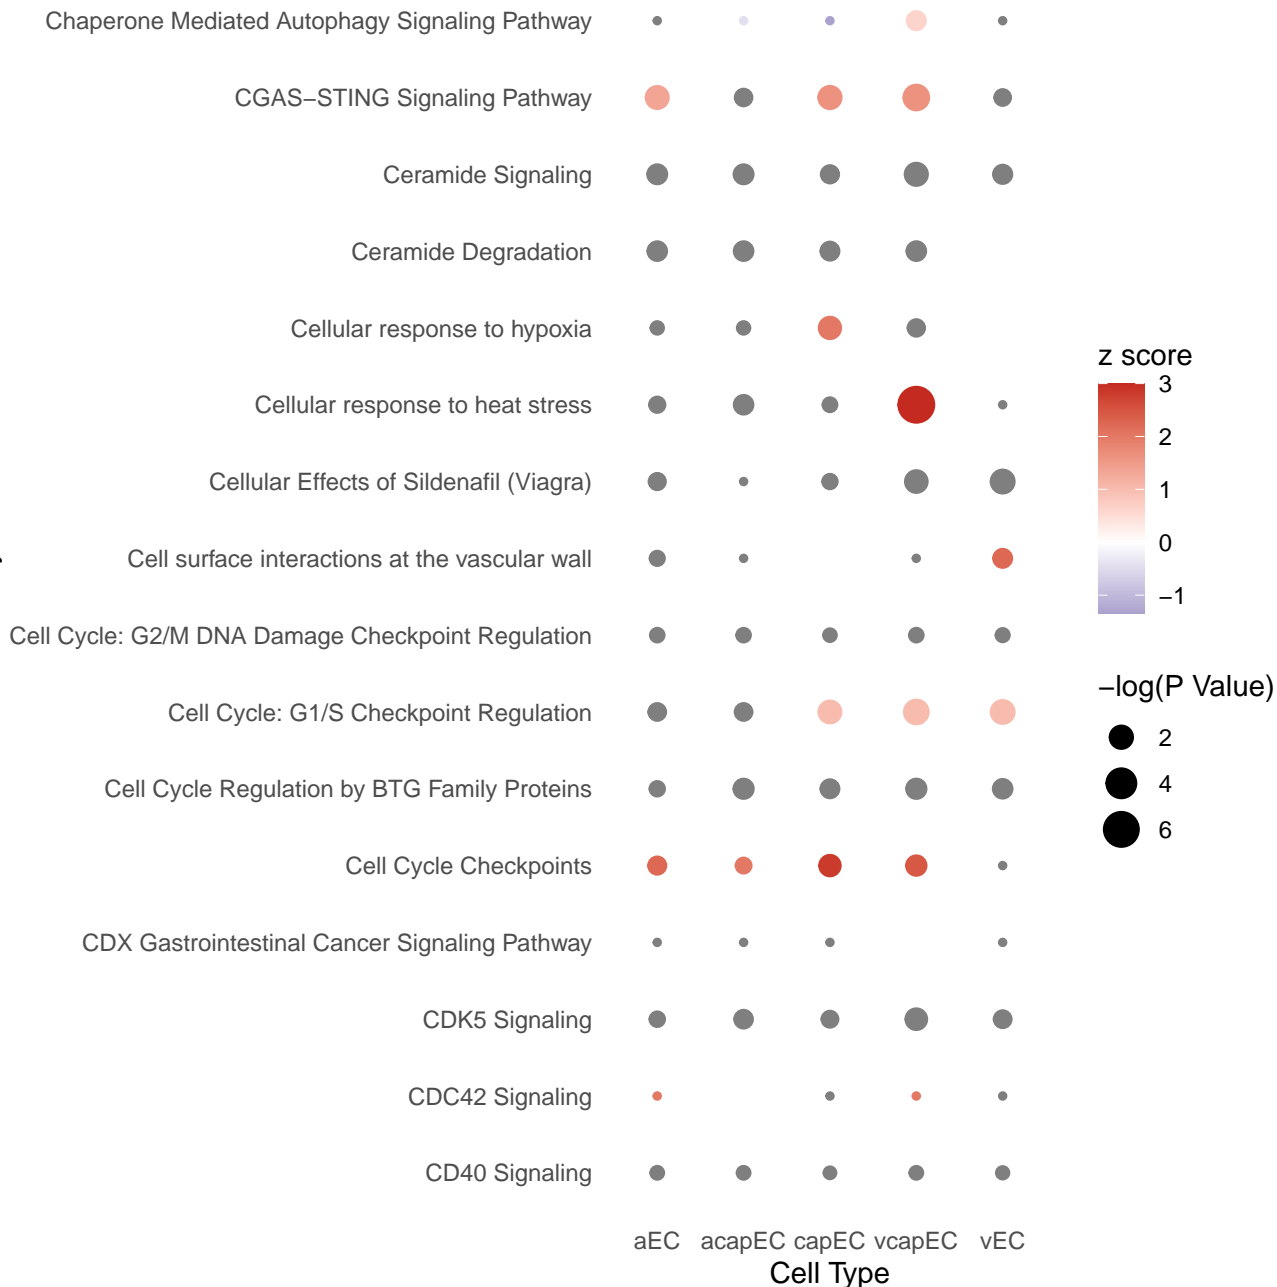 Chaperone Mediated Autophagy Signaling Pathway
CGAS−STING Signaling Pathway
Ceramide Signaling
Ceramide Degradation
Cellular response to hypoxia
Cellular response to heat stress
Cellular Effects of Sildenafil (Viagra)
Cell surface interactions at the vascular wall
Cell Cycle: G2/M DNA Damage Checkpoint Regulation
Cell Cycle: G1/S Checkpoint Regulation
Cell Cycle Regulation by BTG Family Proteins
Cell Cycle Checkpoints
CDX Gastrointestinal Cancer Signaling Pathway
CDK5 Signaling
CDC42 Signaling
CD40 Signaling
aEC acapEC capEC vcapEC vEC
Cell Type
z score
3
2
1
0
−1
−log(P Value)
2
4
6